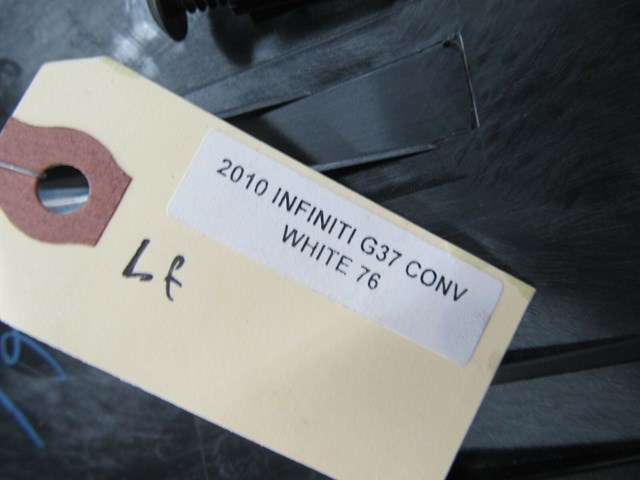 2010 INFINITI G37 CONV
WHITE 76
Lf